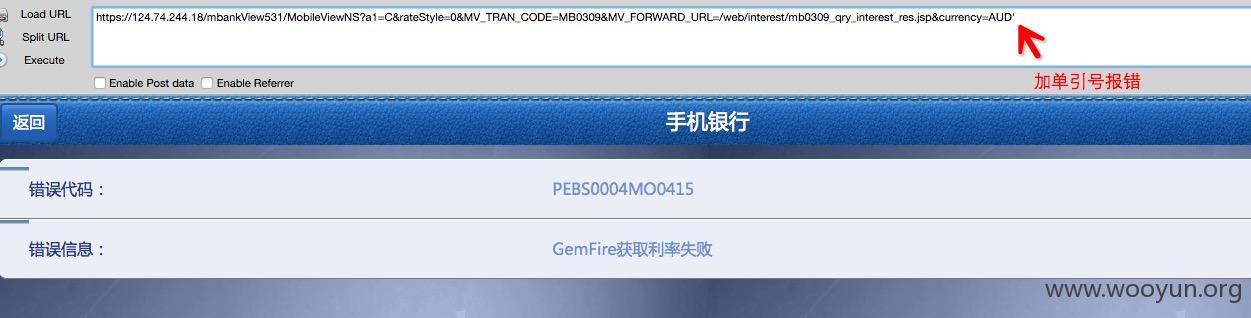 Load URL
https://124.74.244.18/mbankView531/MobileViewNS?a1=C&rateStyle=0&MV_TRAN_CODE=MB0309&MV_FORWARD_URL=/web/interest/mb0309_qry_interest_res.jsp&currency=AUD'
Split URL
Execute
加单引号报错
Enable Post data Enable Referrer
返回 手机银行
错误代码： PEBS0004MO0415
错误信息： GemFire获取利率失败
www.wooyun.org